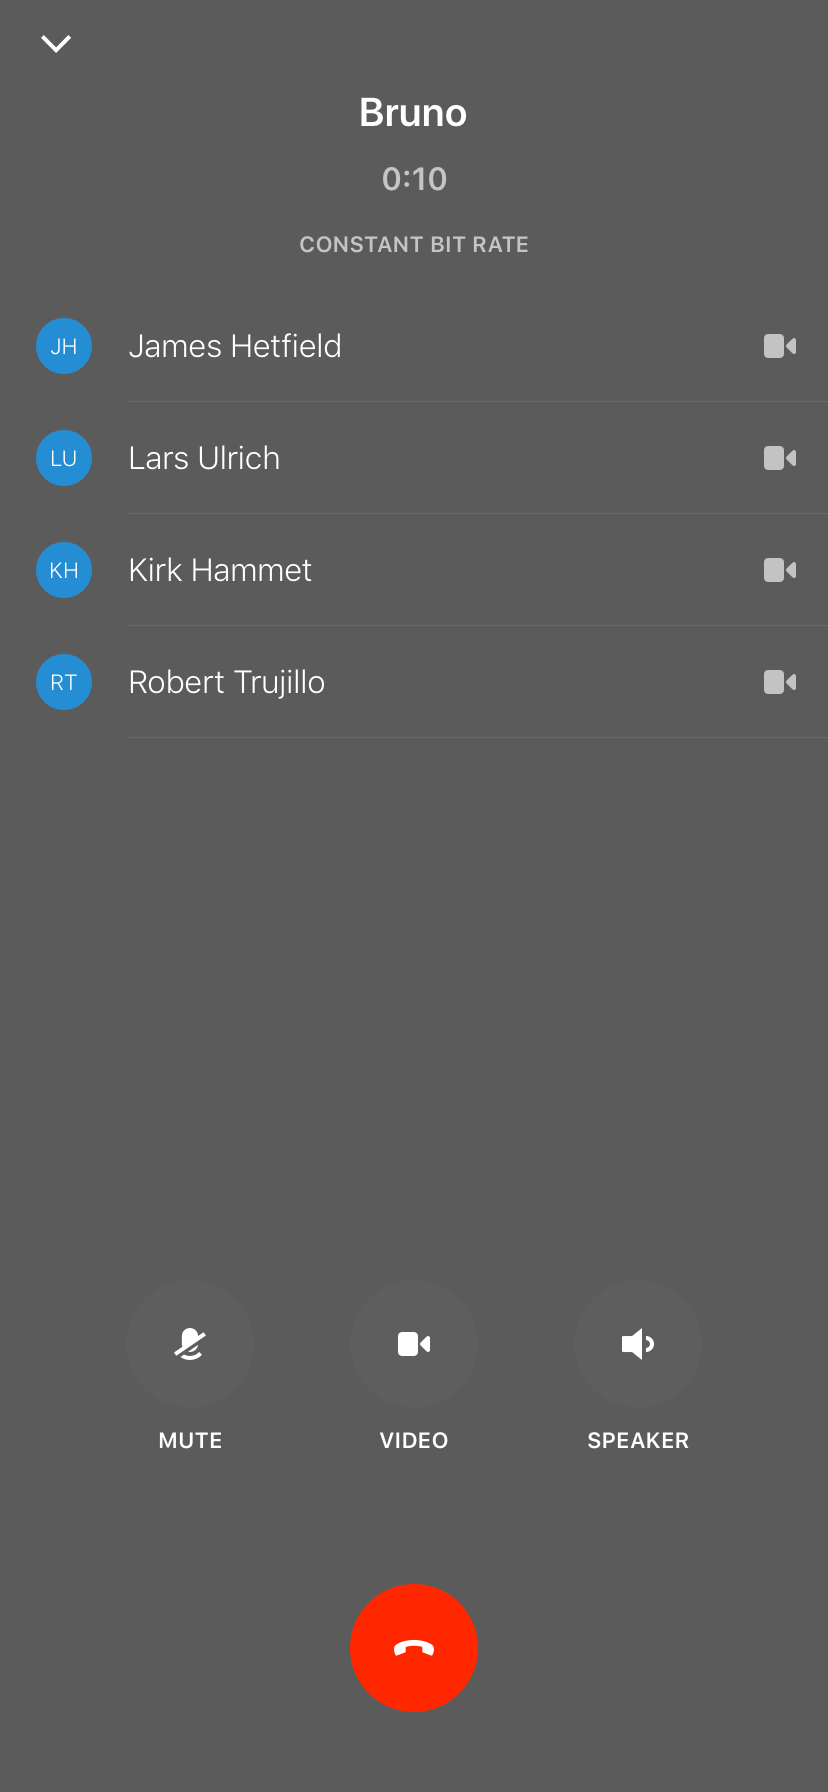 Bruno
0:10
CONSTANT BIT RATE
JH James Hetfield
LU Lars Ulrich
KH Kirk Hammet
RT Robert Trujillo
MUTE VIDEO SPEAKER